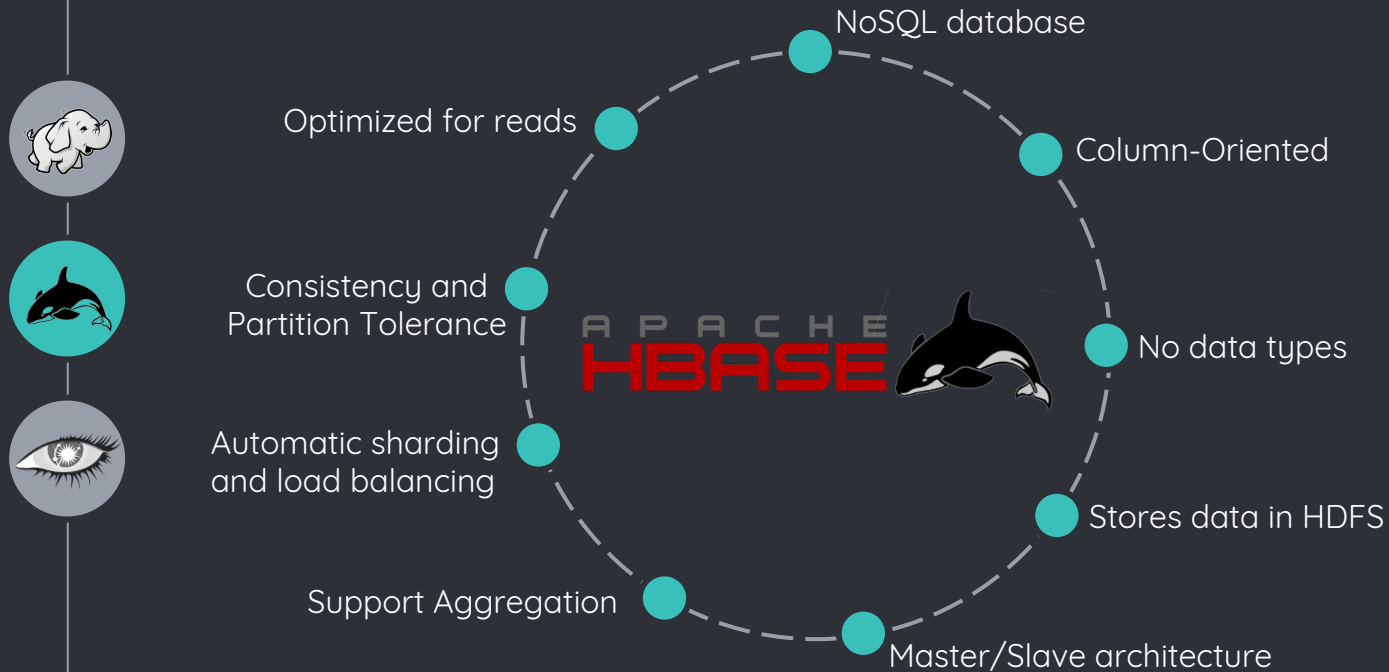 NoSQL database
Optimized for reads
Column-Oriented
Consistency and
Partition Tolerance
APACHE
HBASE
No data types
Automatic sharding
and load balancing
Stores data in HDFS
Support Aggregation
Master/Slave architecture